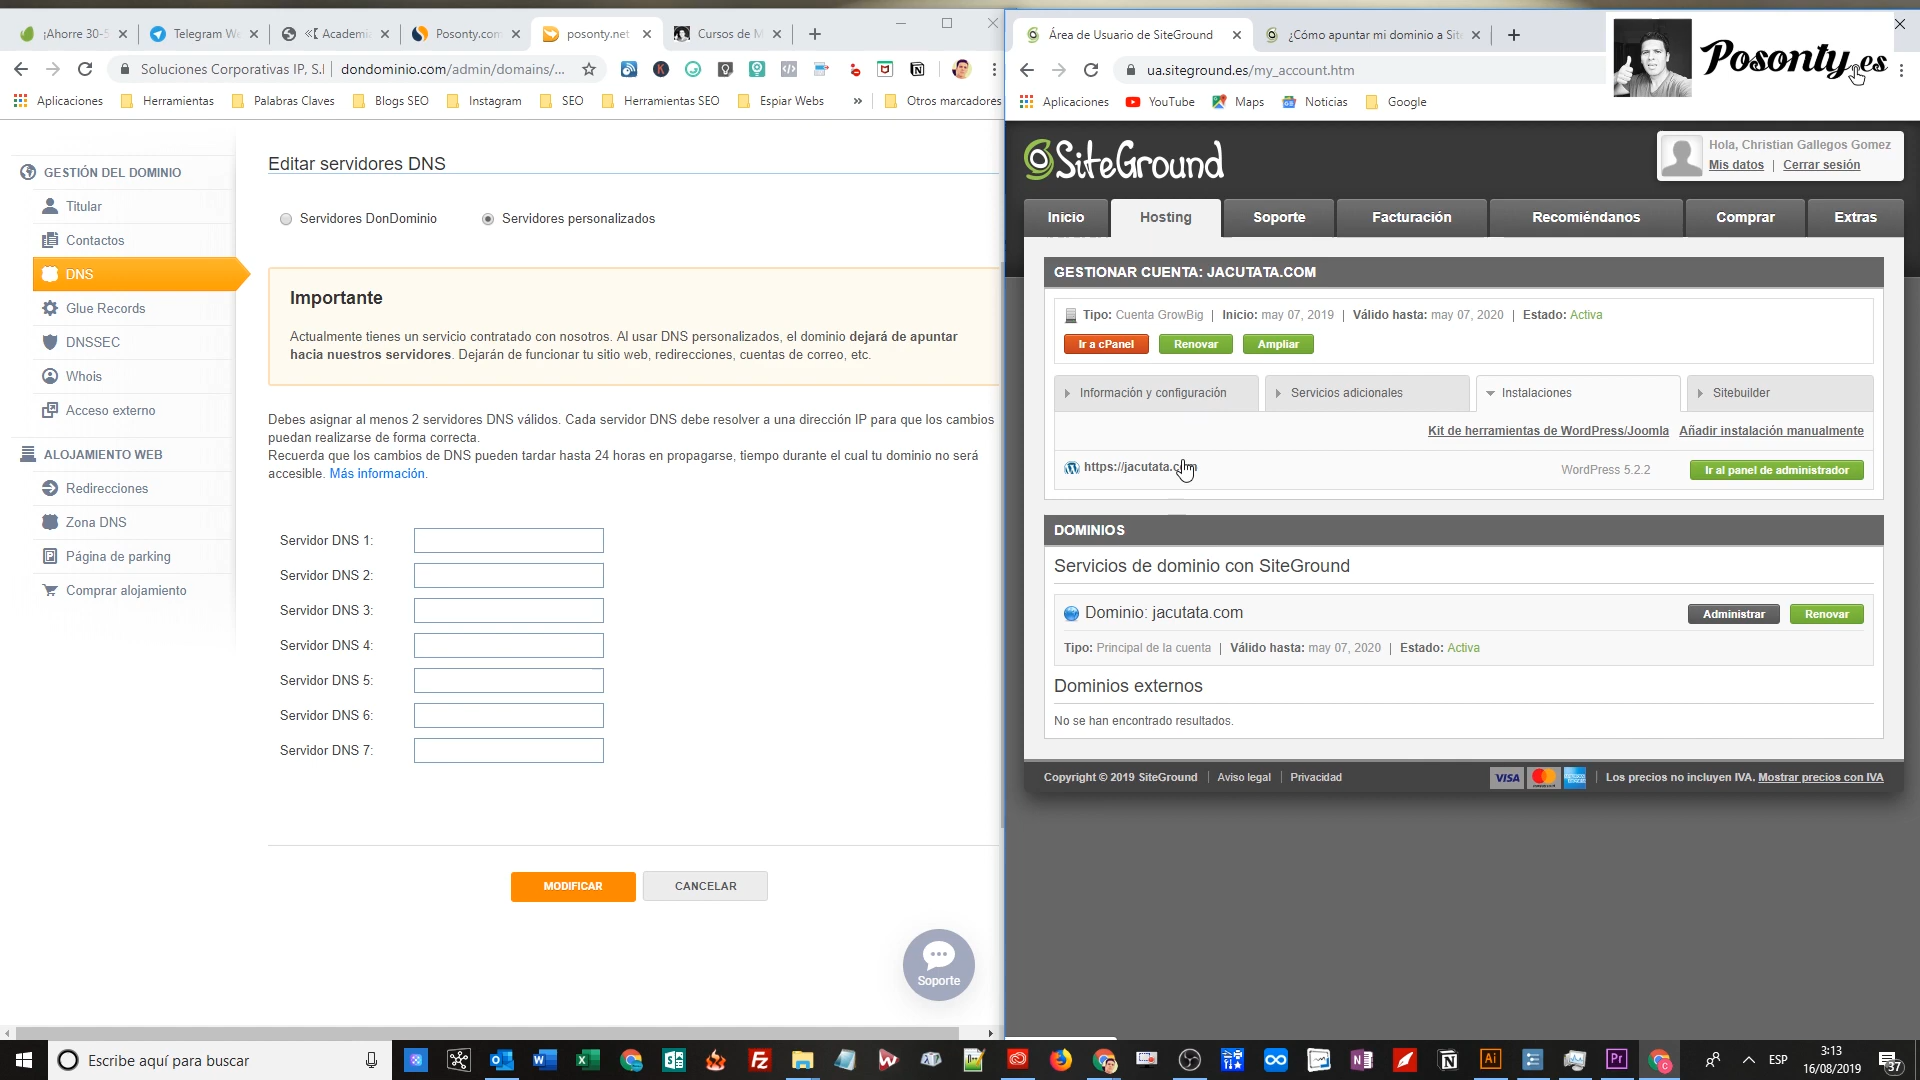 ¡Ahorre 30-5
Telegram We
Academi
Posonty.com
posonty.net
Cursos de M
Soluciones Corporativas IP, S.l
dondominio.com/admin/domains/...
Aplicaciones
Herramientas
Palabras Claves
Blogs SEO
Instagram
SEO
Herramientas SEO
Espiar Webs
»
Otros marcadores
GESTIÓN DEL DOMINIO
Titular
Contactos
DNS
Glue Records
DNSSEC
Whois
Acceso externo
ALOJAMIENTO WEB
Redirecciones
Zona DNS
Página de parking
Comprar alojamiento
Editar servidores DNS
Servidores DonDominio
Servidores personalizados
Importante
Actualmente tienes un servicio contratado con nosotros. Al usar DNS personalizados, el dominio dejará de apuntar
hacia nuestros servidores. Dejarán de funcionar tu sitio web, redirecciones, cuentas de correo, etc.
Debes asignar al menos 2 servidores DNS válidos. Cada servidor DNS debe resolver a una dirección IP para que los cambios
puedan realizarse de forma correcta.
Recuerda que los cambios de DNS pueden tardar hasta 24 horas en propagarse, tiempo durante el cual tu dominio no será
accesible. Más información.
Servidor DNS 1:
Servidor DNS 2:
Servidor DNS 3:
Servidor DNS 4:
Servidor DNS 5:
Servidor DNS 6:
Servidor DNS 7:
MODIFICAR
CANCELAR
Soporte
Área de Usuario de SiteGround
¿Cómo apuntar mi dominio a Sit
Posonty.es
ua.siteground.es/my_account.htm
Aplicaciones
YouTube
Maps
Noticias
Google
SiteGround
Hola, Christian Gallegos Gomez
Mis datos | Cerrar sesión
Inicio
Hosting
Soporte
Facturación
Recomiéndanos
Comprar
Extras
GESTIONAR CUENTA: JACUTATA.COM
Tipo: Cuenta GrowBig | Inicio: may 07, 2019 | Válido hasta: may 07, 2020 | Estado: Activa
Ir a cPanel
Renovar
Ampliar
Información y configuración
Servicios adicionales
Instalaciones
Sitebuilder
Kit de herramientas de WordPress/Joomla
Añadir instalación manualmente
https://jacutata.com
WordPress 5.2.2
Ir al panel de administrador
DOMINIOS
Servicios de dominio con SiteGround
Dominio: jacutata.com
Administrar
Renovar
Tipo: Principal de la cuenta | Válido hasta: may 07, 2020 | Estado: Activa
Dominios externos
No se han encontrado resultados.
Copyright © 2019 SiteGround | Aviso legal | Privacidad
VISA
Los precios no incluyen IVA. Mostrar precios con IVA
Escribe aquí para buscar
ESP
3:13
16/08/2019
37